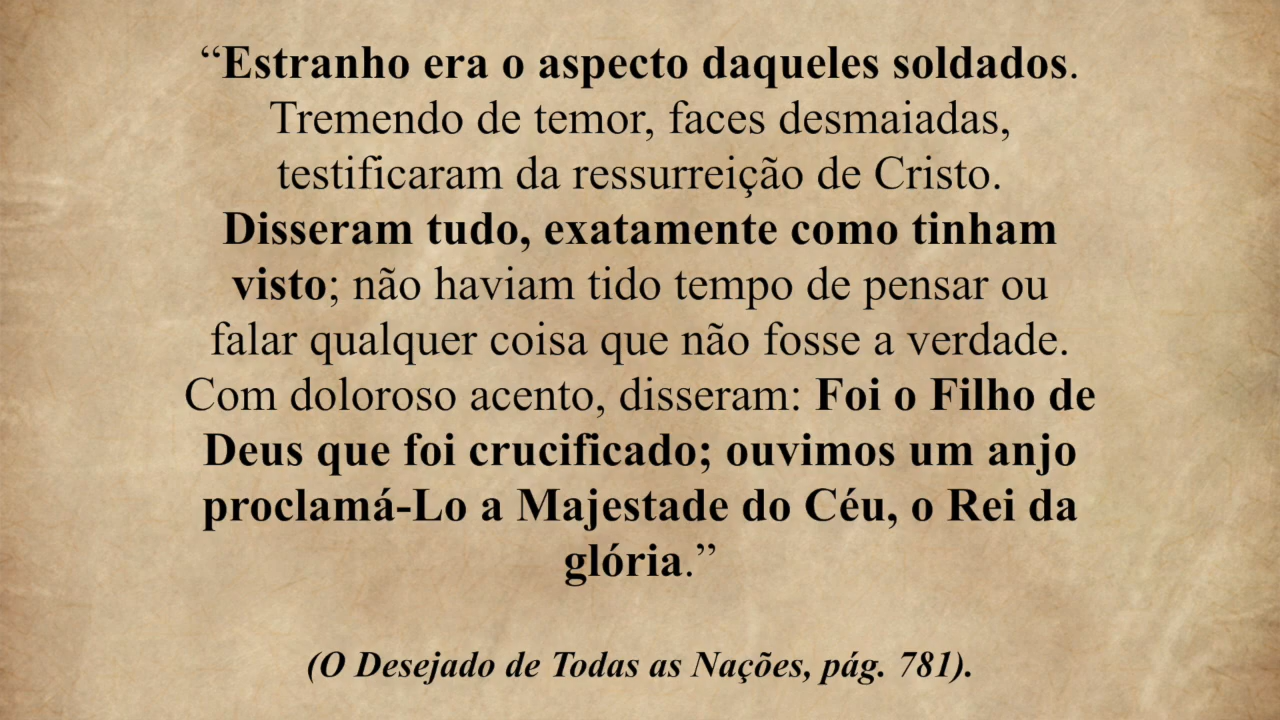 “Estranho era o aspecto daqueles soldados.
Tremendo de temor, faces desmaiadas,
testificaram da ressurreição de Cristo.
Disseram tudo, exatamente como tinham
visto; não haviam tido tempo de pensar ou
falar qualquer coisa que não fosse a verdade.
Com doloroso acento, disseram: Foi o Filho de
Deus que foi crucificado; ouvimos um anjo
proclamá-Lo a Majestade do Céu, o Rei da
glória.”
(O Desejado de Todas as Nações, pág. 781).